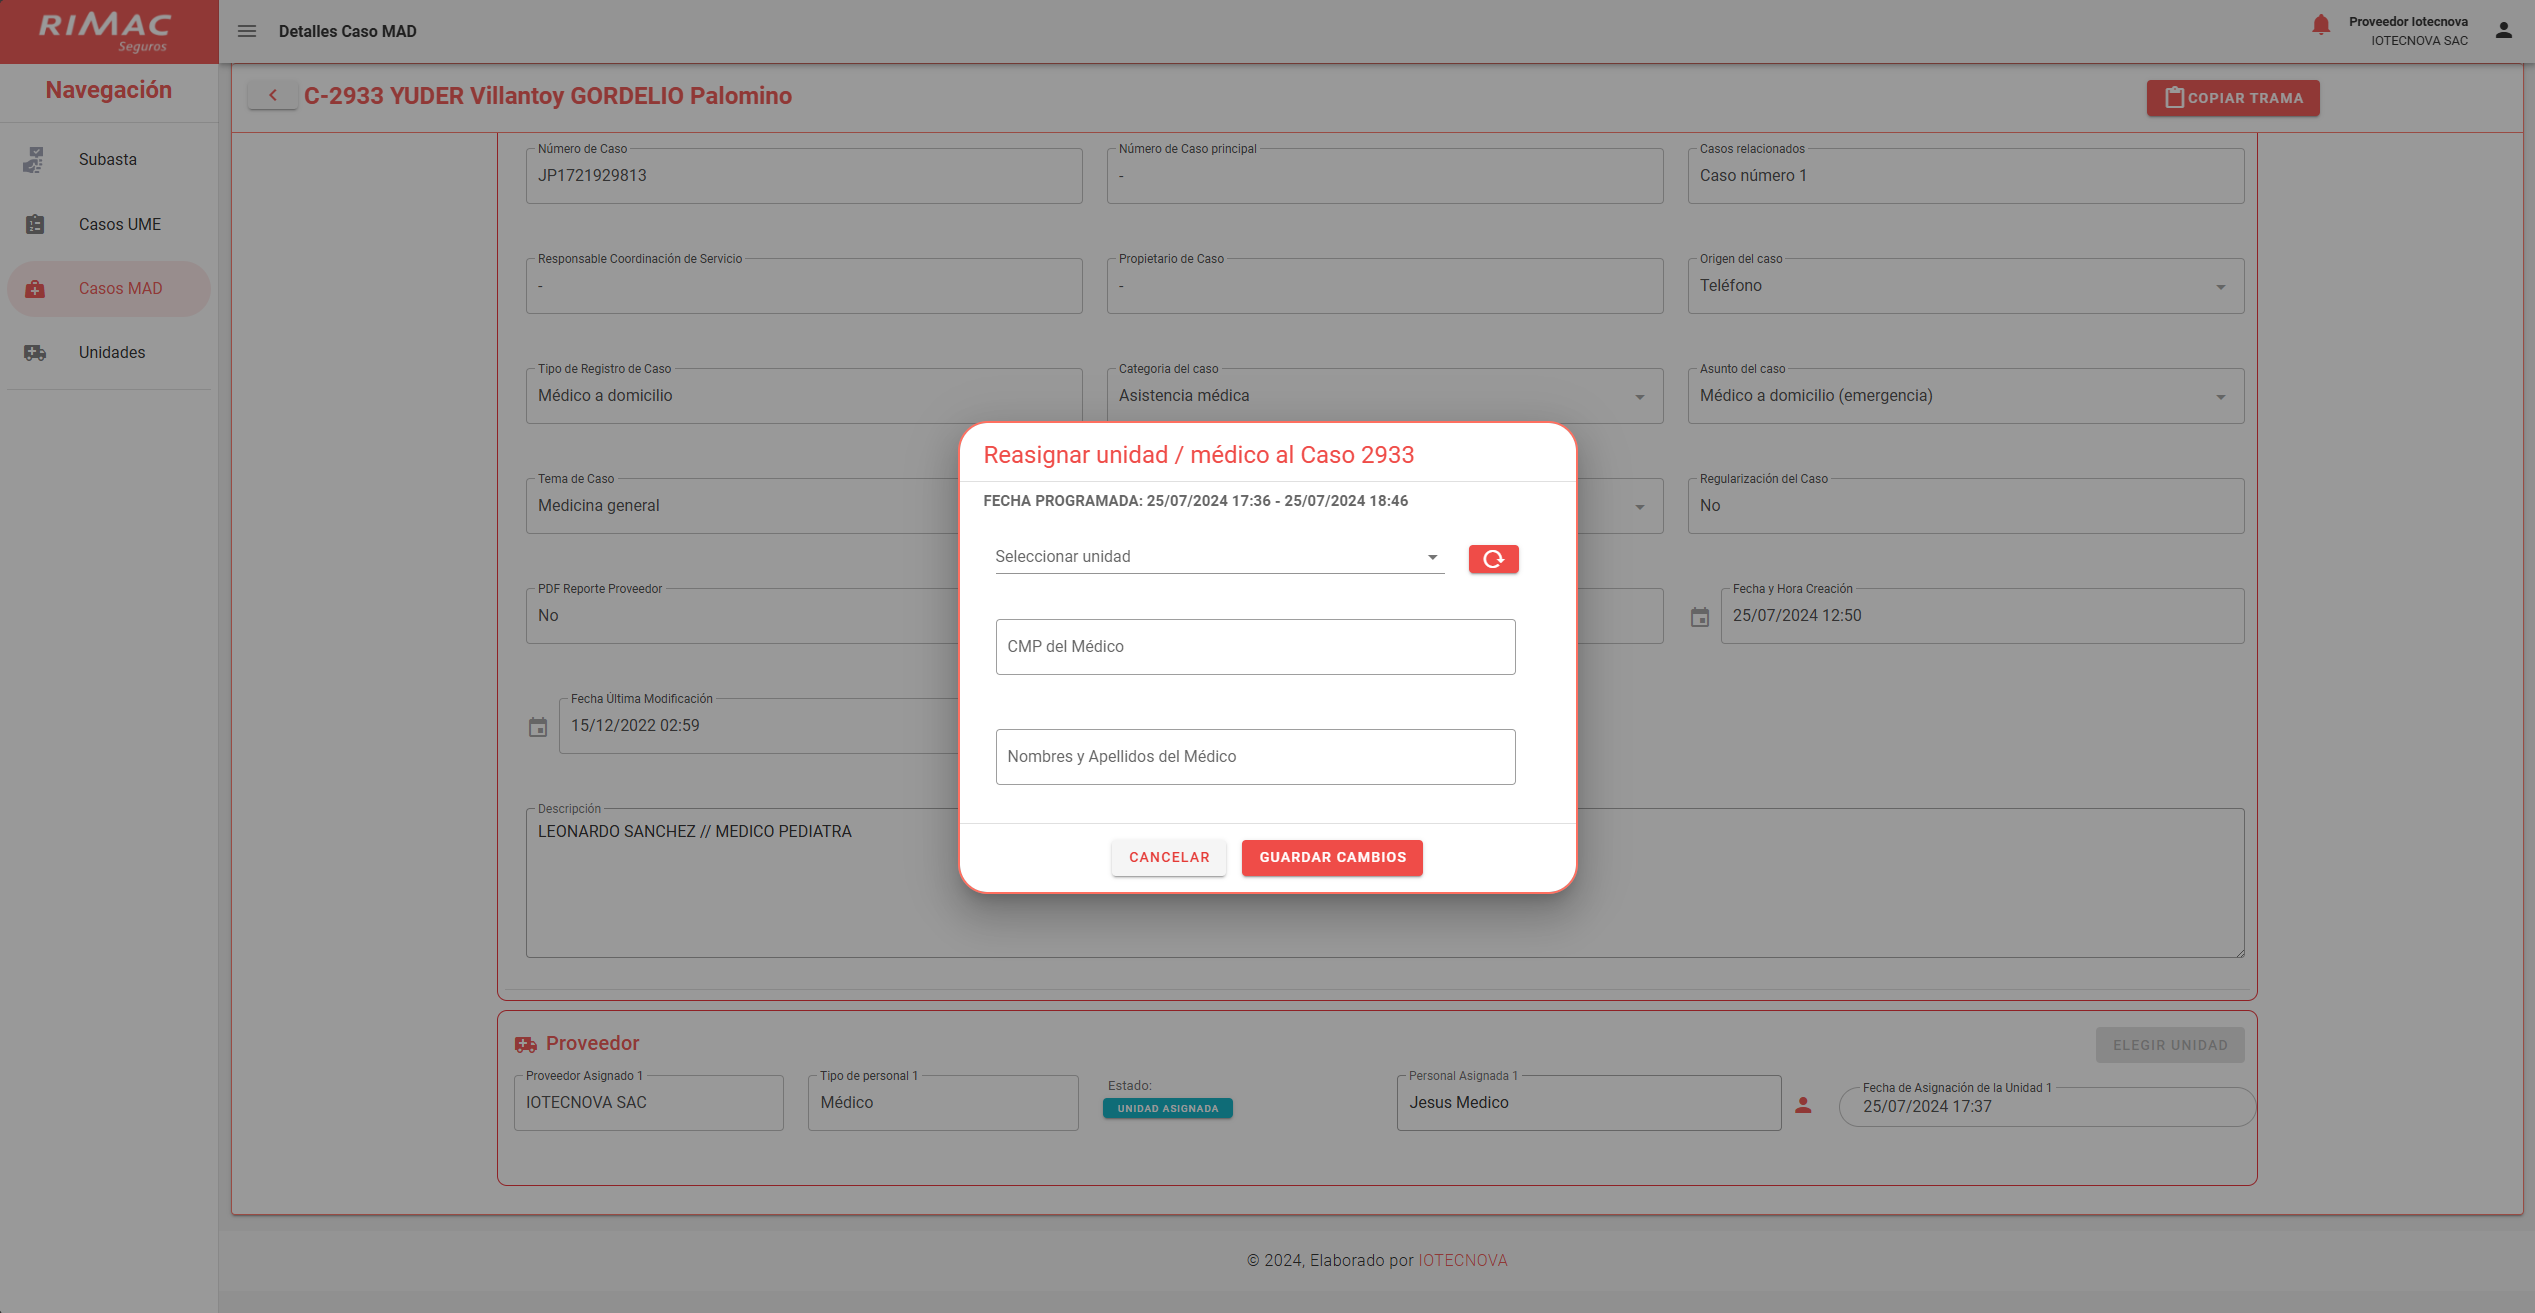 RIMAC
Seguros
Detalles Caso MAD
Proveedor Iotecnova
IOTECNOVA SAC
Navegación
Subasta
Casos UME
Casos MAD
Unidades
C-2933 YUDER Villantoy GORDELIO Palomino
COPIAR TRAMA
Número de Caso
JP1721929813
Número de Caso principal
-
Casos relacionados
Caso número 1
Responsable Coordinación de Servicio
-
Propietario de Caso
-
Origen del caso
Teléfono
Tipo de Registro de Caso
Médico a domicilio
Categoria del caso
Asistencia médica
Asunto del caso
Médico a domicilio (emergencia)
Tema de Caso
Medicina general
Regularización del Caso
No
PDF Reporte Proveedor
No
Fecha y Hora Creación
25/07/2024 12:50
Fecha Última Modificación
15/12/2022 02:59
Descripción
LEONARDO SANCHEZ // MEDICO PEDIATRA
Reasignar unidad / médico al Caso 2933
FECHA PROGRAMADA: 25/07/2024 17:36 - 25/07/2024 18:46
Seleccionar unidad
CMP del Médico
Nombres y Apellidos del Médico
CANCELAR
GUARDAR CAMBIOS
Proveedor
ELEGIR UNIDAD
Proveedor Asignado 1
IOTECNOVA SAC
Tipo de personal 1
Médico
Estado:
UNIDAD ASIGNADA
Personal Asignada 1
Jesus Medico
Fecha de Asignación de la Unidad 1
25/07/2024 17:37
© 2024, Elaborado por IOTECNOVA